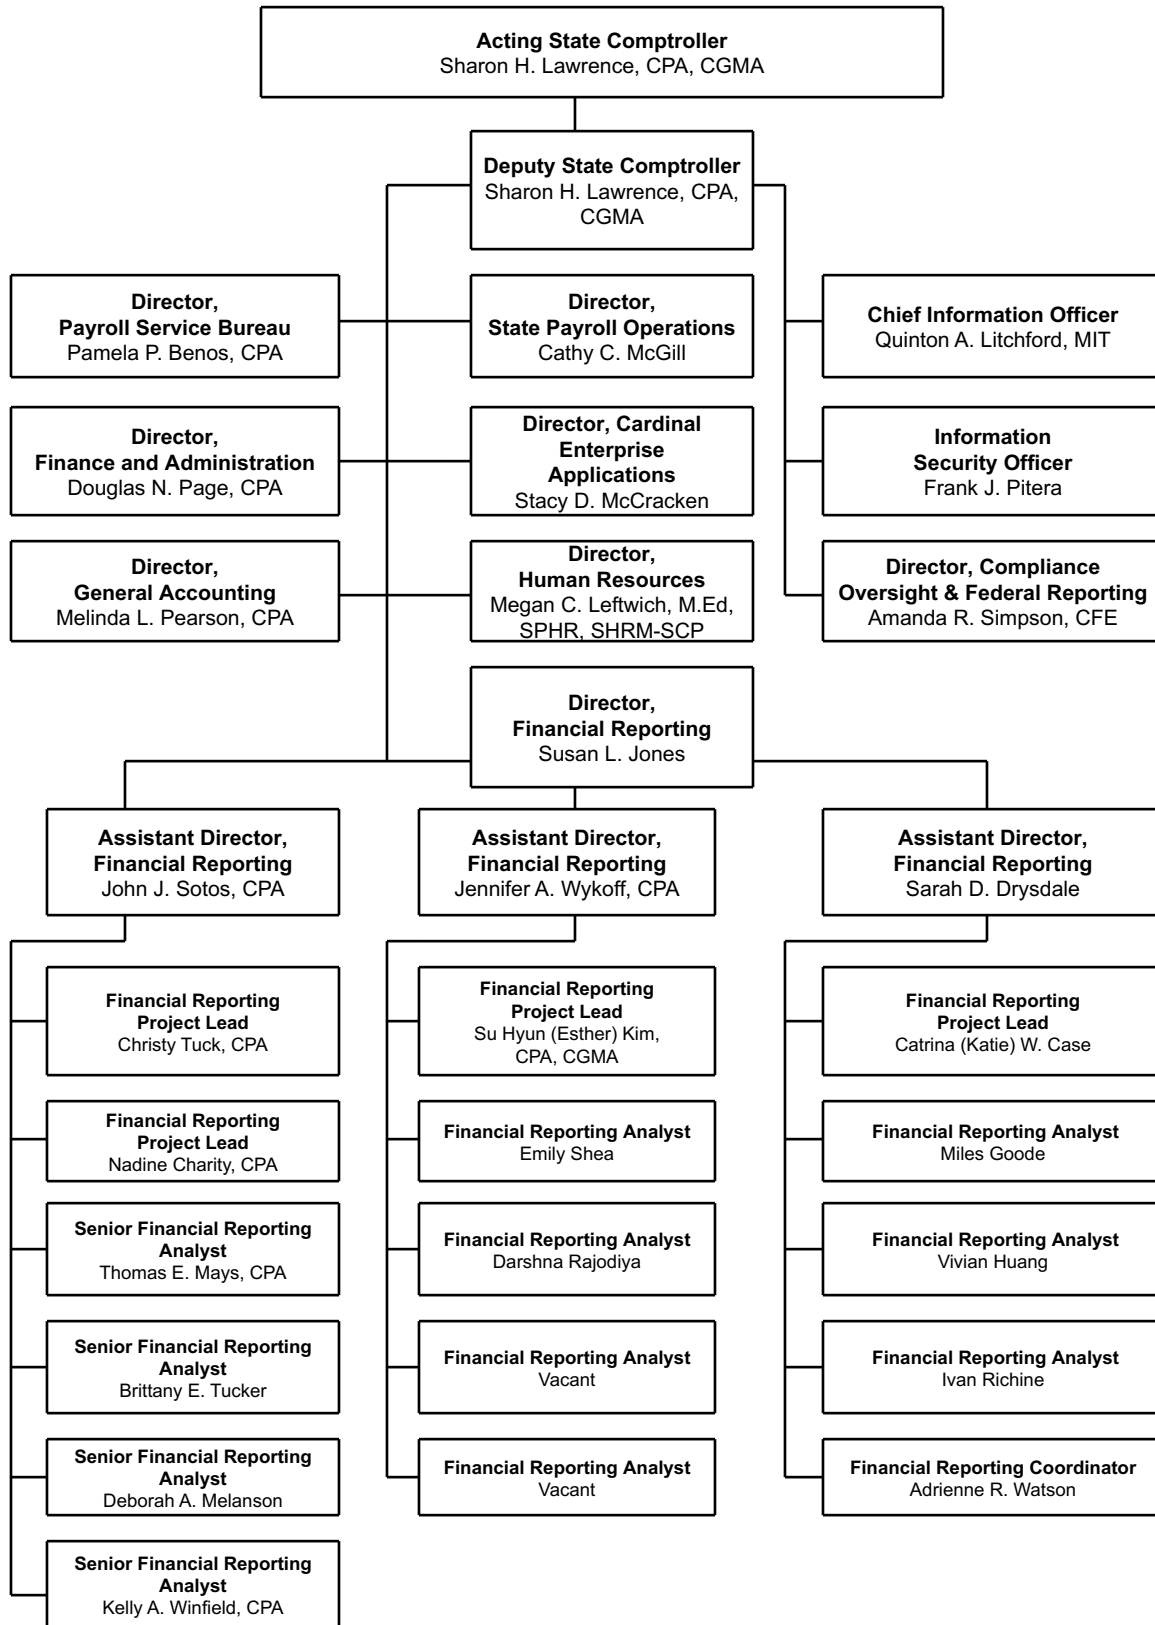 Acting State Comptroller
Sharon H. Lawrence, CPA, CGMA
Deputy State Comptroller
Sharon H. Lawrence, CPA,
CGMA
Director,
Payroll Service Bureau
Pamela P. Benos, CPA
Director,
State Payroll Operations
Cathy C. McGill
Chief Information Officer
Quinton A. Litchford, MIT
Director,
Finance and Administration
Douglas N. Page, CPA
Director, Cardinal
Enterprise
Applications
Stacy D. McCracken
Information
Security Officer
Frank J. Pitera
Director,
General Accounting
Melinda L. Pearson, CPA
Director,
Human Resources
Megan C. Leftwich, M.Ed,
SPHR, SHRM-SCP
Director, Compliance
Oversight & Federal Reporting
Amanda R. Simpson, CFE
Director,
Financial Reporting
Susan L. Jones
Assistant Director,
Financial Reporting
John J. Sotos, CPA
Assistant Director,
Financial Reporting
Jennifer A. Wykoff, CPA
Assistant Director,
Financial Reporting
Sarah D. Drysdale
Financial Reporting
Project Lead
Christy Tuck, CPA
Financial Reporting
Project Lead
Su Hyun (Esther) Kim,
CPA, CGMA
Financial Reporting
Project Lead
Catrina (Katie) W. Case
Financial Reporting
Project Lead
Nadine Charity, CPA
Financial Reporting Analyst
Emily Shea
Financial Reporting Analyst
Miles Goode
Senior Financial Reporting
Analyst
Thomas E. Mays, CPA
Financial Reporting Analyst
Darshna Rajodiya
Financial Reporting Analyst
Vivian Huang
Senior Financial Reporting
Analyst
Brittany E. Tucker
Financial Reporting Analyst
Vacant
Financial Reporting Analyst
Ivan Richine
Senior Financial Reporting
Analyst
Deborah A. Melanson
Financial Reporting Analyst
Vacant
Financial Reporting Coordinator
Adrienne R. Watson
Senior Financial Reporting
Analyst
Kelly A. Winfield, CPA